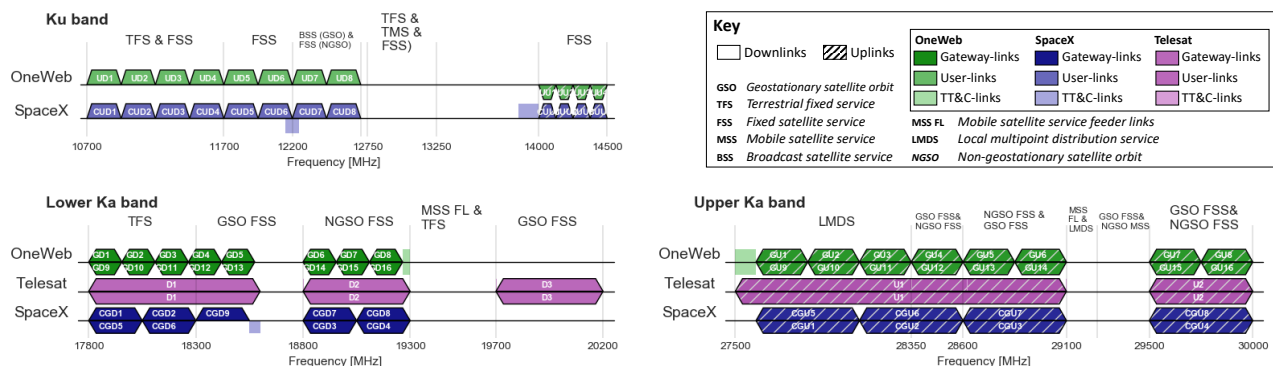 Ku band
TFS & FSS
FSS
BSS (GSO) &
FSS (NGSO)
TFS &
TMS &
FSS)
FSS
OneWeb
UD1 UD2 UD3 UD4 UD5 UD6 UD7 UD8
SpaceX
CUD1 CUD2 CUD3 CUD4 CUD5 CUD6 CUD7 CUD8
10700 11700 12200 12750 13250 14000 14500
Frequency [MHz]
Key
Downlinks Uplinks
GSO Geostationary satellite orbit
TFS Terrestrial fixed service
FSS Fixed satellite service
MSS Mobile satellite service
BSS Broadcast satellite service
OneWeb SpaceX Telesat
Gateway-links Gateway-links Gateway-links
User-links User-links User-links
TT&C-links TT&C-links TT&C-links
MSS FL Mobile satellite service feeder links
LMDS Local multipoint distribution service
NGSO Non-geostationary satellite orbit
Lower Ka band
TFS
GSO FSS
NGSO FSS
MSS FL &
TFS
GSO FSS
OneWeb
GD1 GD2 GD3 GD4 GD5 GD6 GD7 GD8
GD9 GD10 GD11 GD12 GD13 GD14 GD15 GD16
Telesat
D1 D2 D3
D1 D2 D3
SpaceX
CGD1 CGD2 CGD9 CGD7 CGD8
CGD5 CGD6 CGD3 CGD4
17800 18300 18800 19300 19700 20200
Frequency [MHz]
Upper Ka band
LMDS
GSO FSS&
NGSO FSS
NGSO FSS &
GSO FSS
MSS
FL &
LMDS
GSO FSS&
NGSO MSS
GSO FSS&
NGSO FSS
OneWeb
GU1 GU2 GU3 GU4 GU5 GU6 GU7 GU8
GU9 GU10 GU11 GU12 GU13 GU14 GU15 GU16
Telesat
U1 U2
U1 U2
SpaceX
CGU5 CGU6 CGU7 CGU8
CGU1 CGU2 CGU3 CGU4
27500 28350 28600 29100 29500 30000
Frequency [MHz]